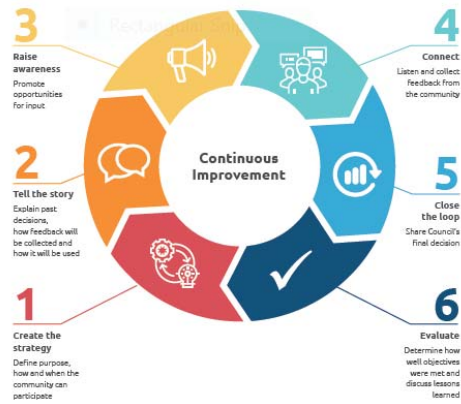 3
Raise
awareness
Promote
opportunities
for input
2
Tell the story
Explain past
decisions,
how feedback will
be collected and
how it will be used
1
Create the
strategy
Define purpose,
how and when the
community can
participate
Continuous
Improvement
4
Connect
Listen and collect
feedback from
the community
5
Close
the loop
Share Council's
final decision
6
Evaluate
Determine how
well objectives
were met and
discuss lessons
learned